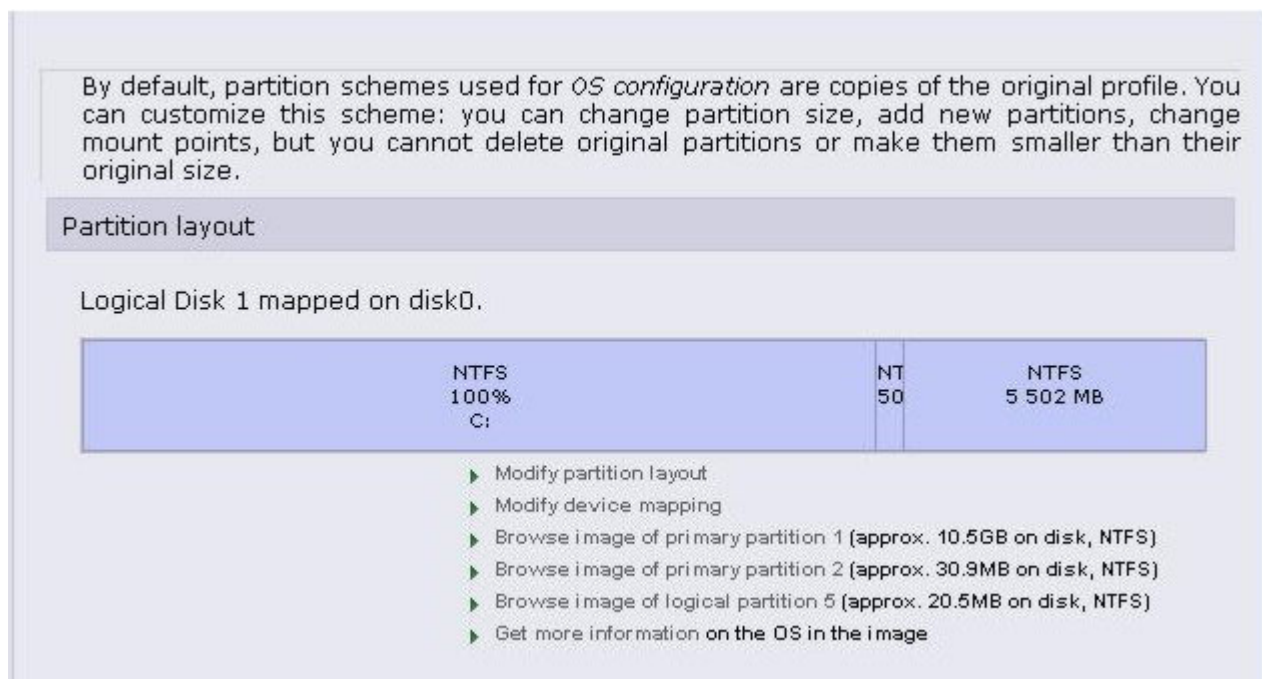 By default, partition schemes used for OS configuration are copies of the original profile. You
can customize this scheme: you can change partition size, add new partitions, change
mount points, but you cannot delete original partitions or make them smaller than their
original size.
Partition layout
Logical Disk 1 mapped on disk0.
NTFS
100%
C:
NT
50
NTFS
5 502 MB
Modify partition layout
Modify device mapping
Browse image of primary partition 1 (approx. 10.5GB on disk, NTFS)
Browse image of primary partition 2 (approx. 30.9MB on disk, NTFS)
Browse image of logical partition 5 (approx. 20.5MB on disk, NTFS)
Get more information on the OS in the image